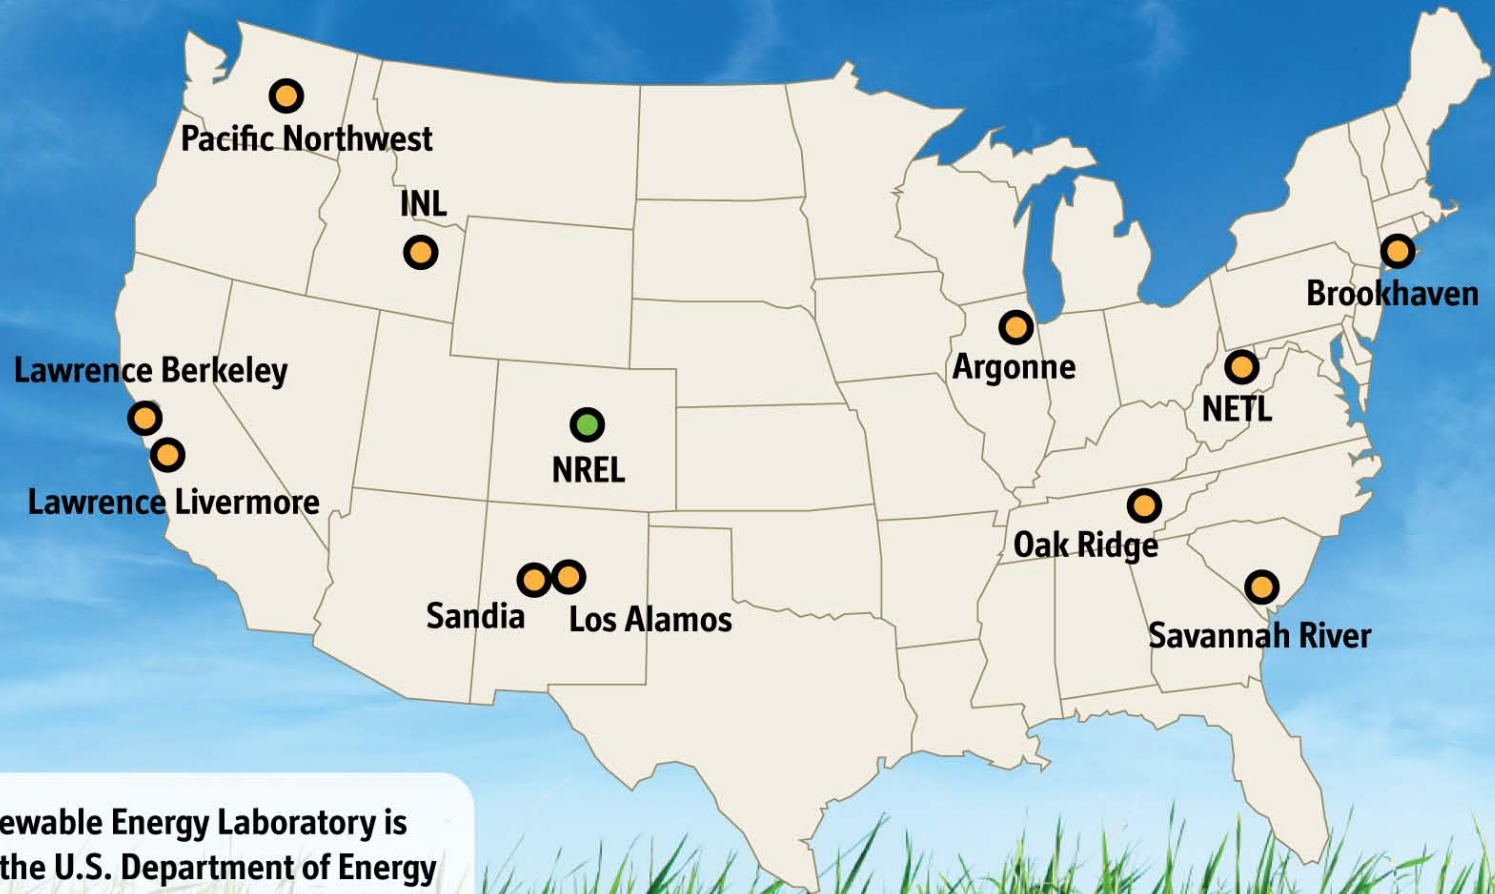 Pacific Northwest
INL
Brookhaven
Lawrence Berkeley
Argonne
NETL
NREL
Lawrence Livermore
Oak Ridge
Sandia
Los Alamos
Savannah River
ewable Energy Laboratory is
the U.S. Department of Energy